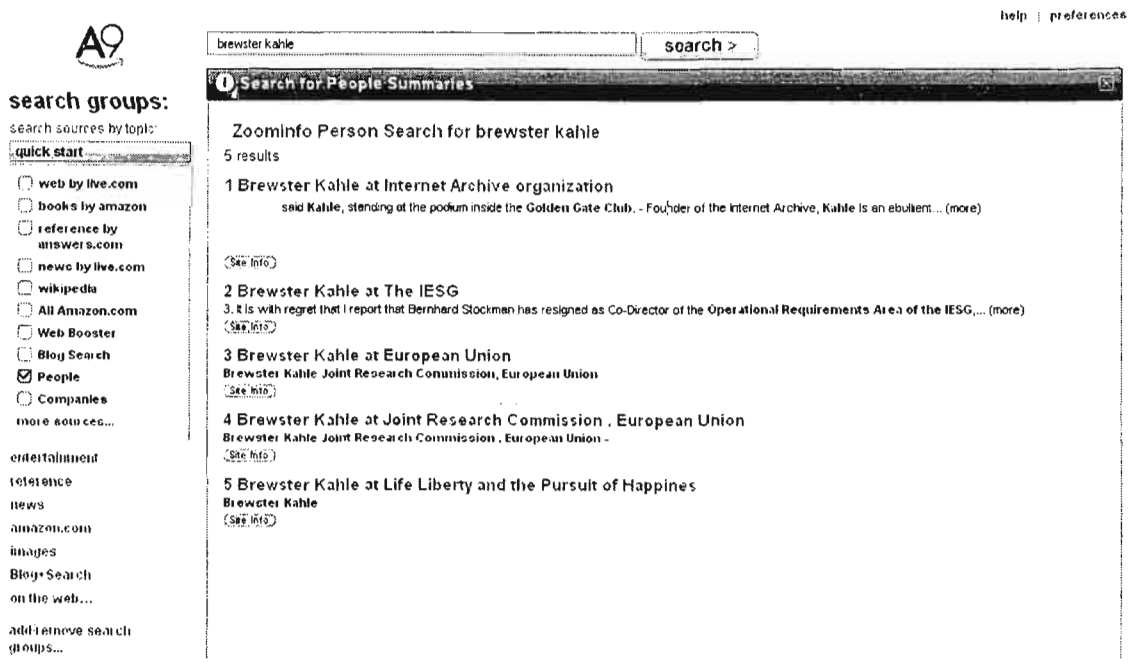 help | preferences
A9
brewster kahle
search >
Search for People Summaries
search groups:
search sources by topic:
quick start
web by live.com
books by amazon
reference by
answers.com
news by live.com
wikipedia
All Amazon.com
Web Booster
Blog Search
People
Companies
more sources...
entertainment
reference
news
amazon.com
images
Blog+Search
on the web...
add/remove search
groups...
ZoomInfo Person Search for brewster kahle
5 results
1 Brewster Kahle at Internet Archive organization
said Kahle, standing at the podium inside the Golden Gate Club. - Founder of the Internet Archive, Kahle is an ebullient... (more)
Site Info
2 Brewster Kahle at The IESG
3. It is with regret that I report that Bernhard Stockman has resigned as Co-Director of the Operational Requirements Area of the IESG,... (more)
Site Info
3 Brewster Kahle at European Union
Brewster Kahle Joint Research Commission, European Union
Site Info
4 Brewster Kahle at Joint Research Commission , European Union
Brewster Kahle Joint Research Commission , European Union -
Site Info
5 Brewster Kahle at Life Liberty and the Pursuit of Happines
Brewster Kahle
Site Info